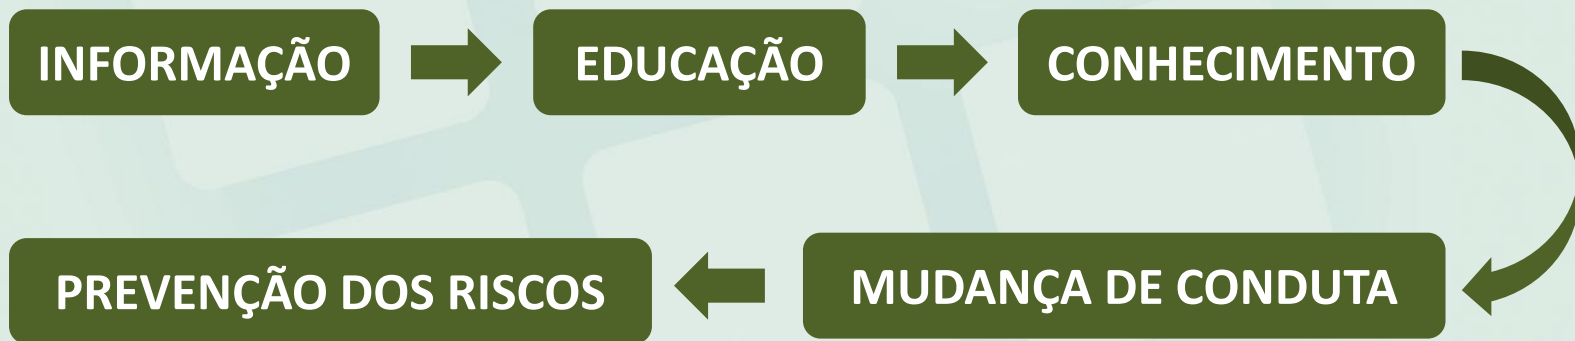 INFORMAÇÃO
EDUCAÇÃO
CONHECIMENTO
MUDANÇA DE CONDUTA
PREVENÇÃO DOS RISCOS